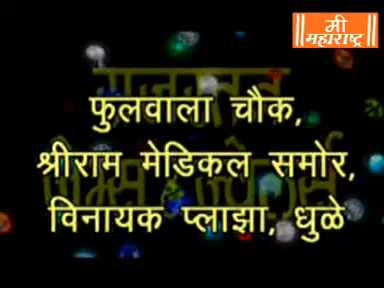 मी
महाराष्ट्र
फुलवाला चौक,
श्रीराम मेडिकल समोर,
विनायक प्लाझा, धुळे